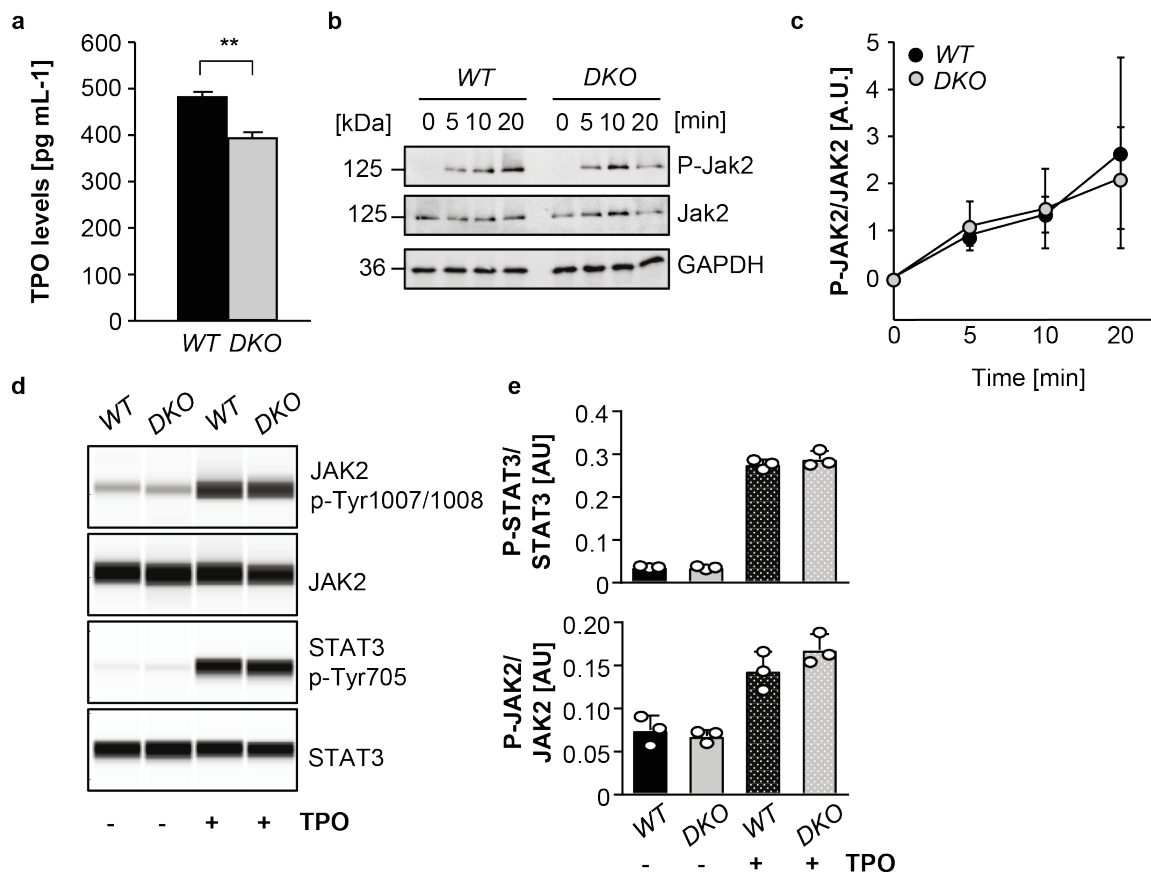 a
TPO levels [pg mL-1]
600
500
400
300
200
100
0
**
WT DKO
b
WT DKO
[kDa] 0 5 10 20 0 5 10 20 [min]
125 P-Jak2
125 Jak2
36 GAPDH
c
P-JAK2/JAK2 [A.U.]
5
4
3
2
1
0
WT
DKO
0 5 10 20
Time [min]
d
WT DKO WT DKO
JAK2
p-Tyr1007/1008
JAK2
STAT3
p-Tyr705
STAT3
- - + + TPO
e
P-STAT3/
STAT3 [AU]
0.4
0.3
0.2
0.1
0
P-JAK2/
JAK2 [AU]
0.20
0.15
0.10
0.05
0
WT DKO WT DKO
- - + + TPO